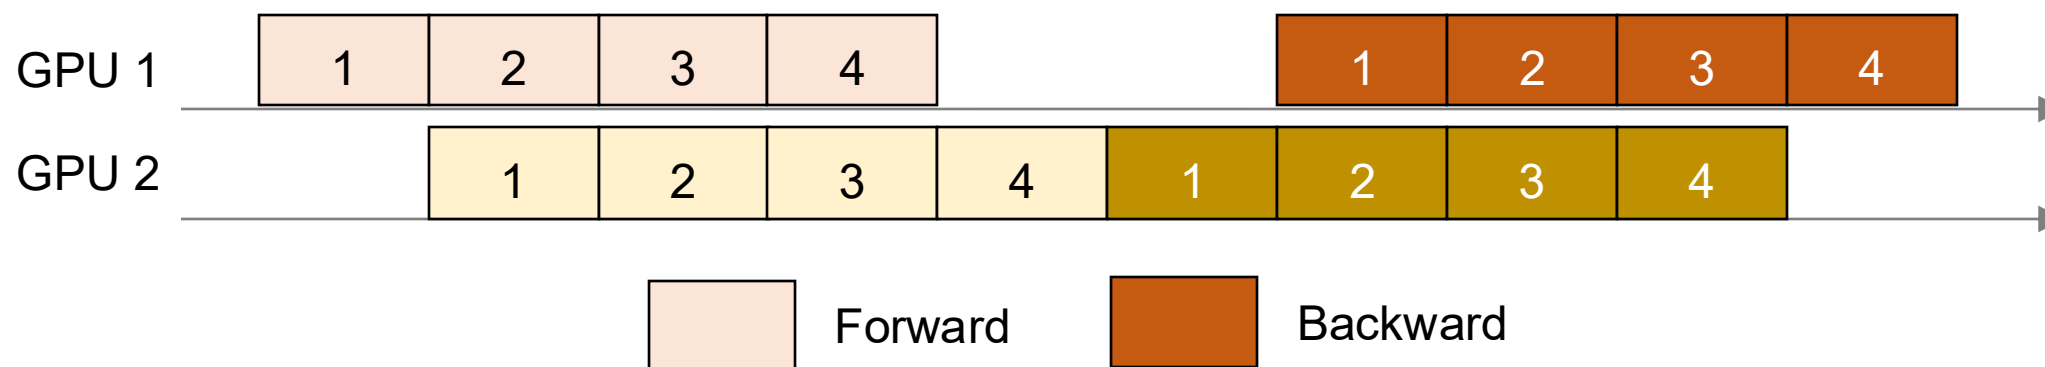 GPU 1 1 2 3 4 1 2 3 4
GPU 2 1 2 3 4 1 2 3 4
Forward Backward